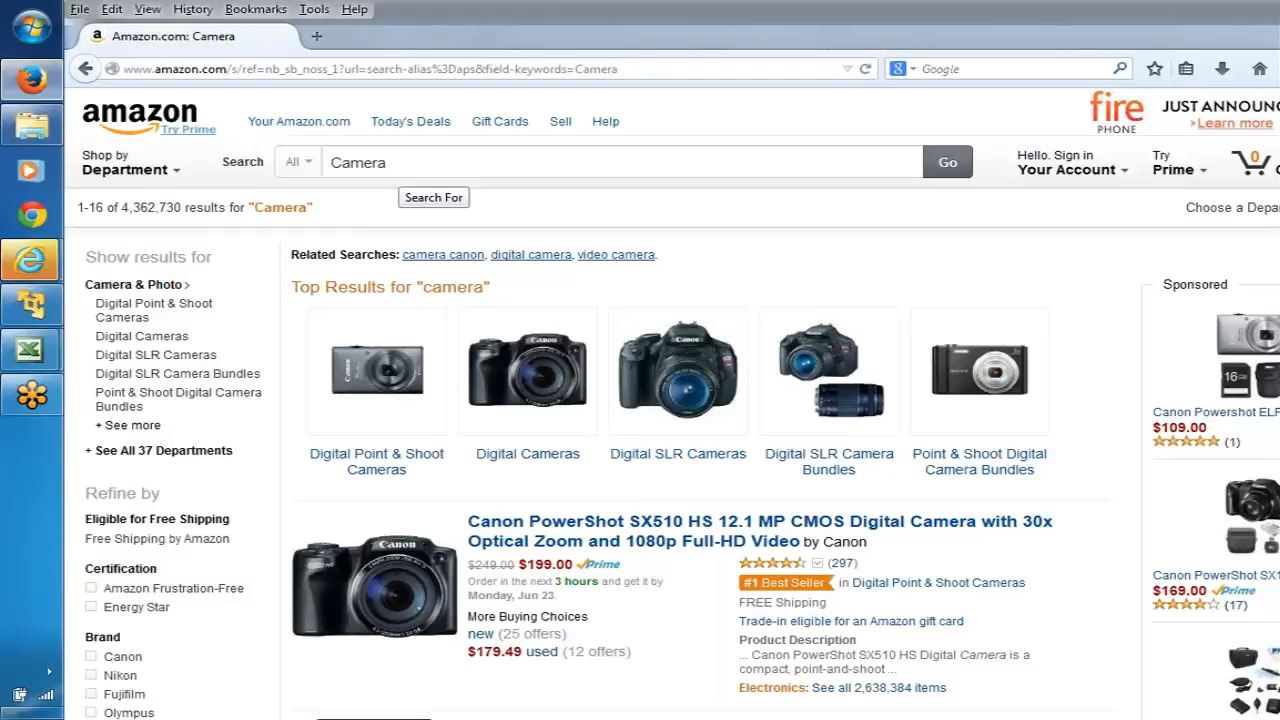 File Edit View History Bookmarks Tools Help
Amazon.com: Camera
www.amazon.com/s/ref=nb_sb_noss_1?url=search-alias%3Daps&field-keywords=Camera
Google
amazon
Try Prime
Your Amazon.com Today's Deals Gift Cards Sell Help
fire
PHONE
JUST ANNOUN
>Learn more
Shop by
Department
Search
All
Camera
Go
Hello. Sign in
Your Account
Try
Prime
0
Search For
1-16 of 4,362,730 results for "Camera"
Choose a Depa
Show results for
Camera & Photo >
Digital Point & Shoot
Cameras
Digital Cameras
Digital SLR Cameras
Digital SLR Camera Bundles
Point & Shoot Digital Camera
Bundles
+ See more
+ See All 37 Departments
Refine by
Eligible for Free Shipping
Free Shipping by Amazon
Certification
Amazon Frustration-Free
Energy Star
Brand
Canon
Nikon
Fujifilm
Olympus
Related Searches: camera canon, digital camera, video camera.
Top Results for "camera"
Digital Point & Shoot
Cameras
Digital Cameras
Digital SLR Cameras
Digital SLR Camera
Bundles
Point & Shoot Digital
Camera Bundles
Canon PowerShot SX510 HS 12.1 MP CMOS Digital Camera with 30x
Optical Zoom and 1080p Full-HD Video by Canon
$249.00 $199.00 Prime
Order in the next 3 hours and get it by
Monday, Jun 23.
More Buying Choices
new (25 offers)
$179.49 used (12 offers)
(297)
#1 Best Seller in Digital Point & Shoot Cameras
FREE Shipping
Trade-in eligible for an Amazon gift card
Product Description
... Canon PowerShot SX510 HS Digital Camera is a
compact, point-and-shoot ...
Electronics: See all 2,638,384 items
Sponsored
Canon Powershot ELF
$109.00
(1)
Canon PowerShot SX1
$169.00 Prime
(17)